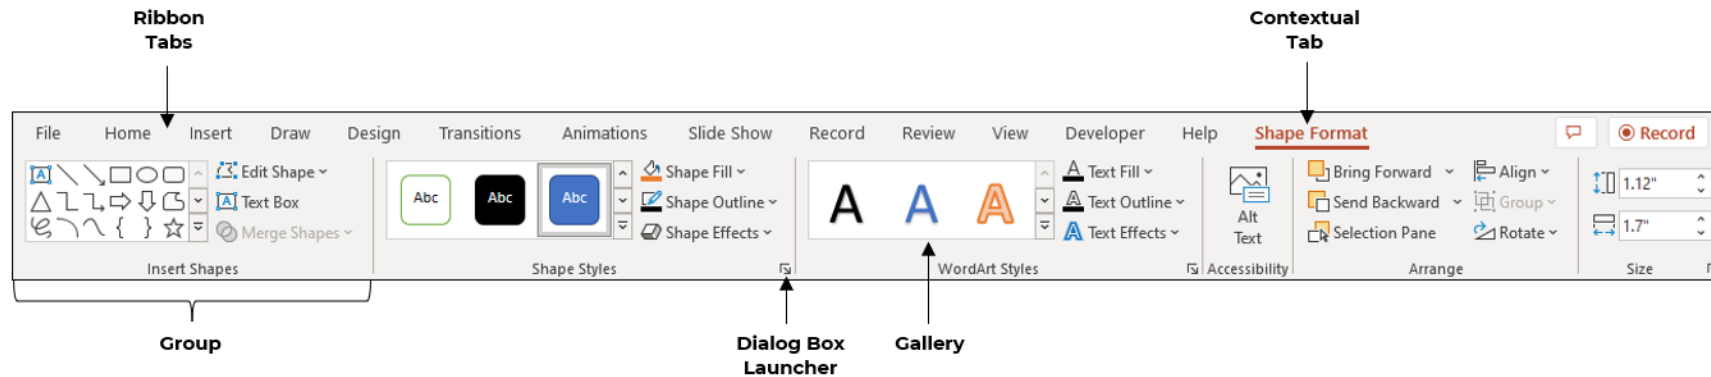 Ribbon
Tabs
Contextual
Tab
File Home Insert Draw Design Transitions Animations Slide Show Record Review View Developer Help Shape Format Record
A Edit Shape Abc Abc Abc Shape Fill A A A A Text Fill Bring Forward Align 1.12"
A Text Box Shape Outline A Text Outline Alt Text Send Backward Group
Merge Shapes Shape Effects A Text Effects Selection Pane Rotate 1.7"
Insert Shapes Shape Styles WordArt Styles Accessibility Arrange Size
Group
Dialog Box
Launcher
Gallery